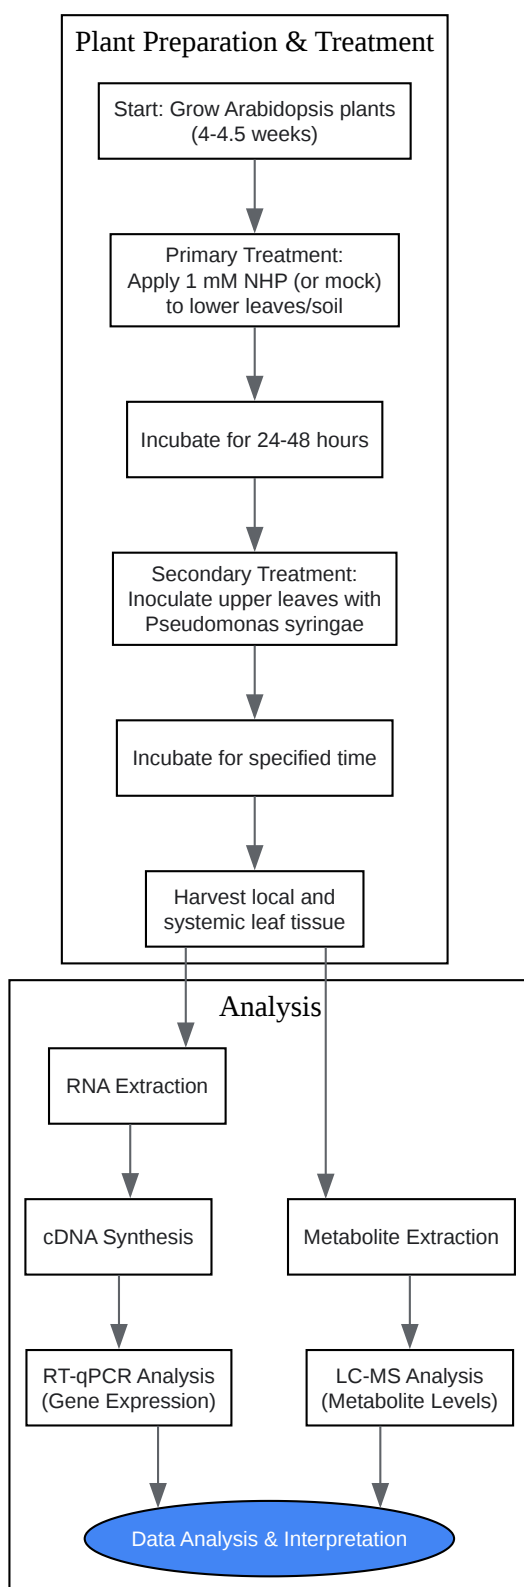 Plant Preparation & Treatment
Start: Grow Arabidopsis plants
(4-4.5 weeks)
Primary Treatment:
Apply 1 mM NHP (or mock)
to lower leaves/soil
Incubate for 24-48 hours
Secondary Treatment:
Inoculate upper leaves with
Pseudomonas syringae
Incubate for specified time
Harvest local and
systemic leaf tissue
Analysis
RNA Extraction
cDNA Synthesis
Metabolite Extraction
RT-qPCR Analysis
(Gene Expression)
LC-MS Analysis
(Metabolite Levels)
Data Analysis & Interpretation